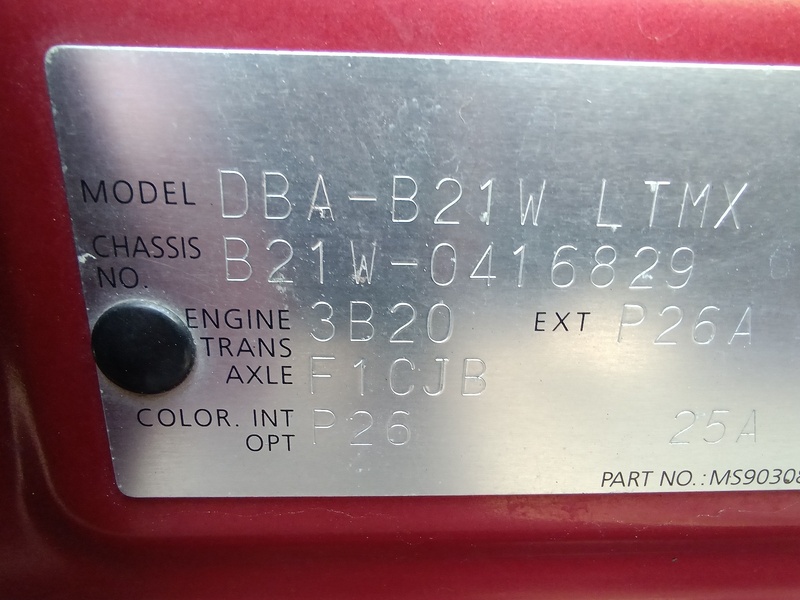 MODEL DBA-B21W LTMX
CHASSIS NO. B21W-0416829
ENGINE 3B20 EXT P26A
TRANS AXLE F1CJB
COLOR. INT P26 25A
OPT
PART NO.:MS90308